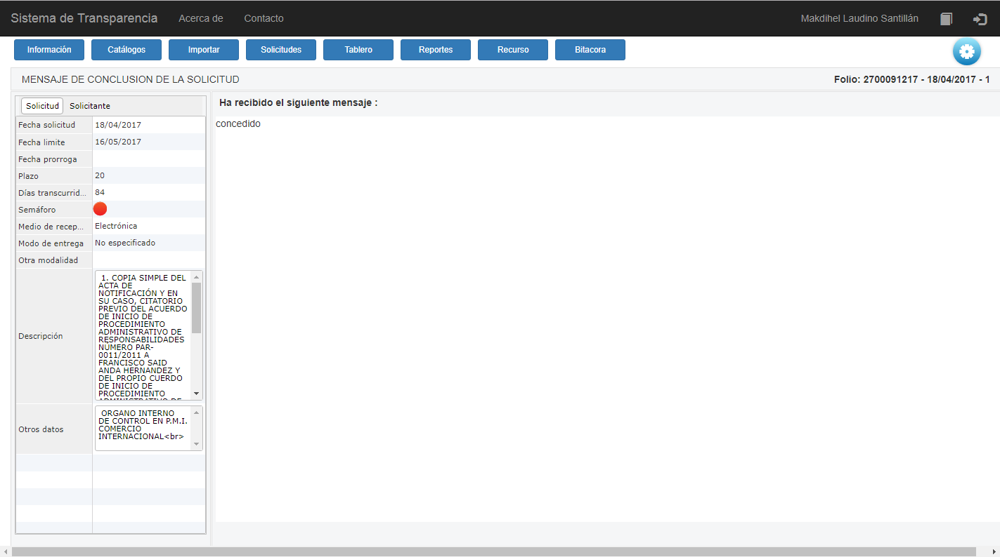 Sistema de Transparencia Acerca de Contacto Makdihel Laudino Santillán
Información Catálogos Importar Solicitudes Tablero Reportes Recurso Bitacora
MENSAJE DE CONCLUSION DE LA SOLICITUD Folio: 2700091217 - 18/04/2017 - 1
Solicitud Solicitante
Fecha solicitud 18/04/2017
Fecha limite 16/05/2017
Fecha prorroga
Plazo 20
Días transcurrid... 84
Semáforo
Medio de recep... Electrónica
Modo de entrega No especificado
Otra modalidad
Descripción
1. COPIA SIMPLE DEL
ACTA DE
NOTIFICACIÓN Y EN
SU CASO, CITATORIO
PREVIO DEL ACUERDO
DE INICIO DE
PROCEDIMIENTO
ADMINISTRATIVO DE
RESPONSABILIDADES
NÚMERO PAR-
0011/2011 A
FRANCISCO SAID
ANDA HERNANDEZ Y
DEL PROPIO CUERDO
DE INICIO DE
PROCEDIMIENTO
ADMINISTRATIVO DE
Otros datos
ORGANO INTERNO
DE CONTROL EN P.M.I.
COMERCIO
INTERNACIONAL<br>
Ha recibido el siguiente mensaje :
concedido